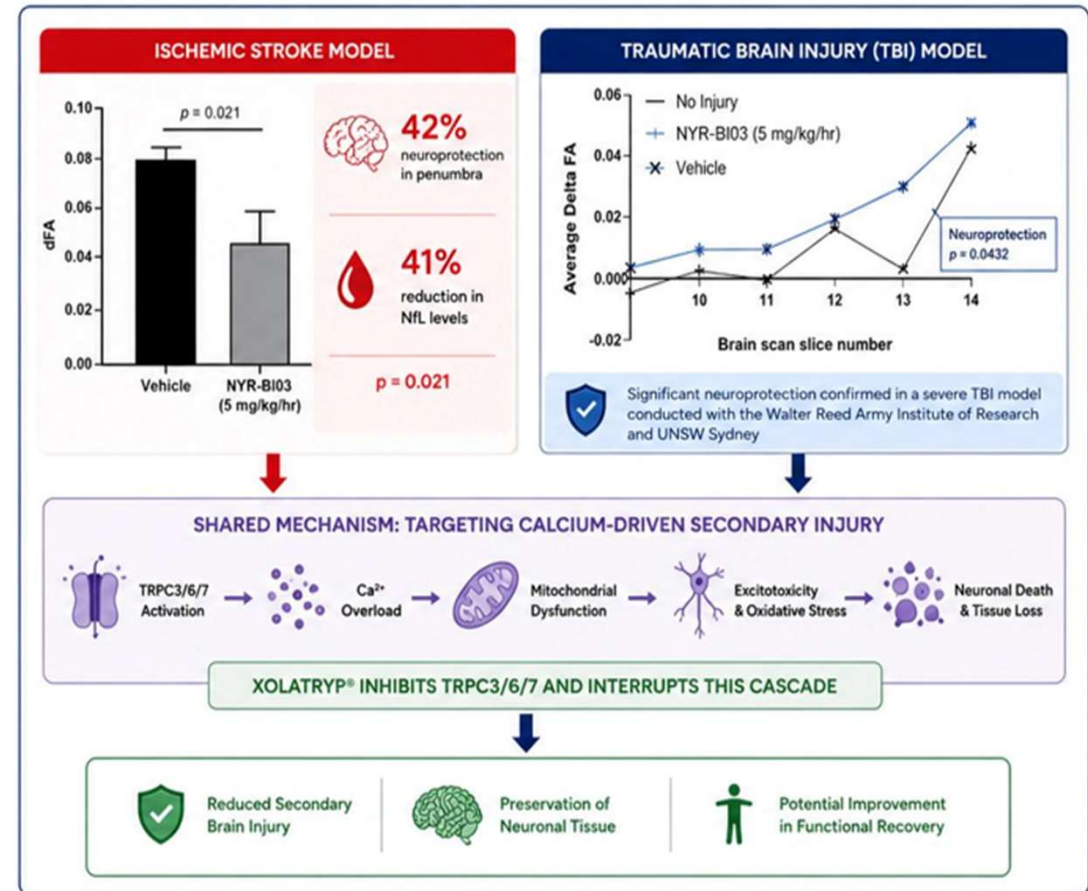 ISCHEMIC STROKE MODEL
0.10
0.08
0.06
0.04
0.02
0.00
dFA
p = 0.021
Vehicle
NYR-BI03
(5 mg/kg/hr)
42%
neuroprotection
in penumbra
41%
reduction in
NfL levels
p = 0.021
TRAUMATIC BRAIN INJURY (TBI) MODEL
0.06
0.04
0.02
0.000
-0.02
Average Delta FA
No Injury
NYR-BI03 (5 mg/kg/hr)
Vehicle
Neuroprotection
p = 0.0432
10
11
12
13
14
Brain scan slice number
Significant neuroprotection confirmed in a severe TBI model
conducted with the Walter Reed Army Institute of Research
and UNSW Sydney
SHARED MECHANISM: TARGETING CALCIUM-DRIVEN SECONDARY INJURY
TRPC3/6/7
Activation
Ca²⁺
Overload
Mitochondrial
Dysfunction
Excitotoxicity
& Oxidative Stress
Neuronal Death
& Tissue Loss
XOLATRYP® INHIBITS TRPC3/6/7 AND INTERRUPTS THIS CASCADE
Reduced Secondary
Brain Injury
Preservation of
Neuronal Tissue
Potential Improvement
in Functional Recovery